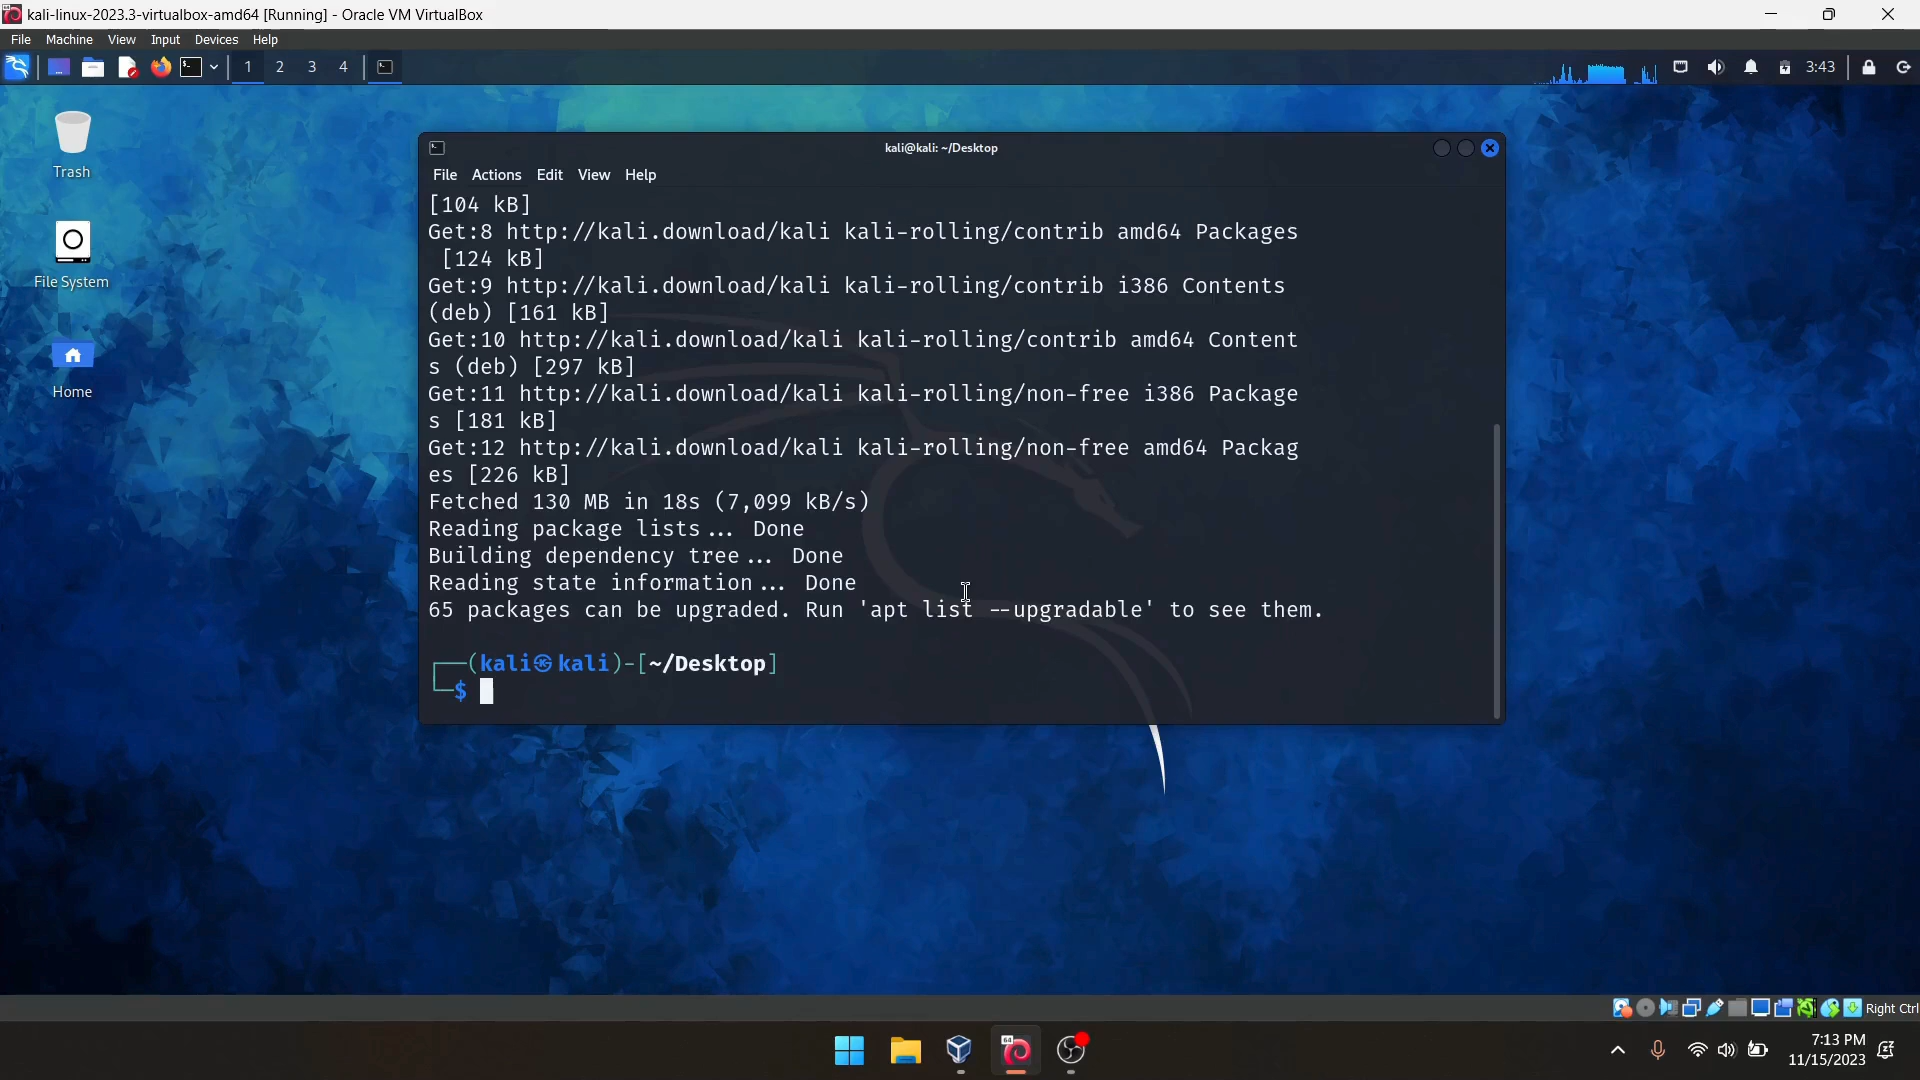 kali-linux-2023.3-virtualbox-amd64 [Running] - Oracle VM VirtualBox
File Machine View Input Devices Help
1 2 3 4
3:43
Trash
File System
Home
kali@kali: ~/Desktop
File Actions Edit View Help
[104 kB]
Get:8 http://kali.download/kali kali-rolling/contrib amd64 Packages
[124 kB]
Get:9 http://kali.download/kali kali-rolling/contrib i386 Contents
(deb) [161 kB]
Get:10 http://kali.download/kali kali-rolling/contrib amd64 Content
s (deb) [297 kB]
Get:11 http://kali.download/kali kali-rolling/non-free i386 Package
s [181 kB]
Get:12 http://kali.download/kali kali-rolling/non-free amd64 Packag
es [226 kB]
Fetched 130 MB in 18s (7,099 kB/s)
Reading package lists... Done
Building dependency tree... Done
Reading state information... Done
65 packages can be upgraded. Run 'apt list --upgradable' to see them.
┌──(kali㉿kali)-[~/Desktop]
└─$
Right Ctrl
64
7:13 PM
11/15/2023